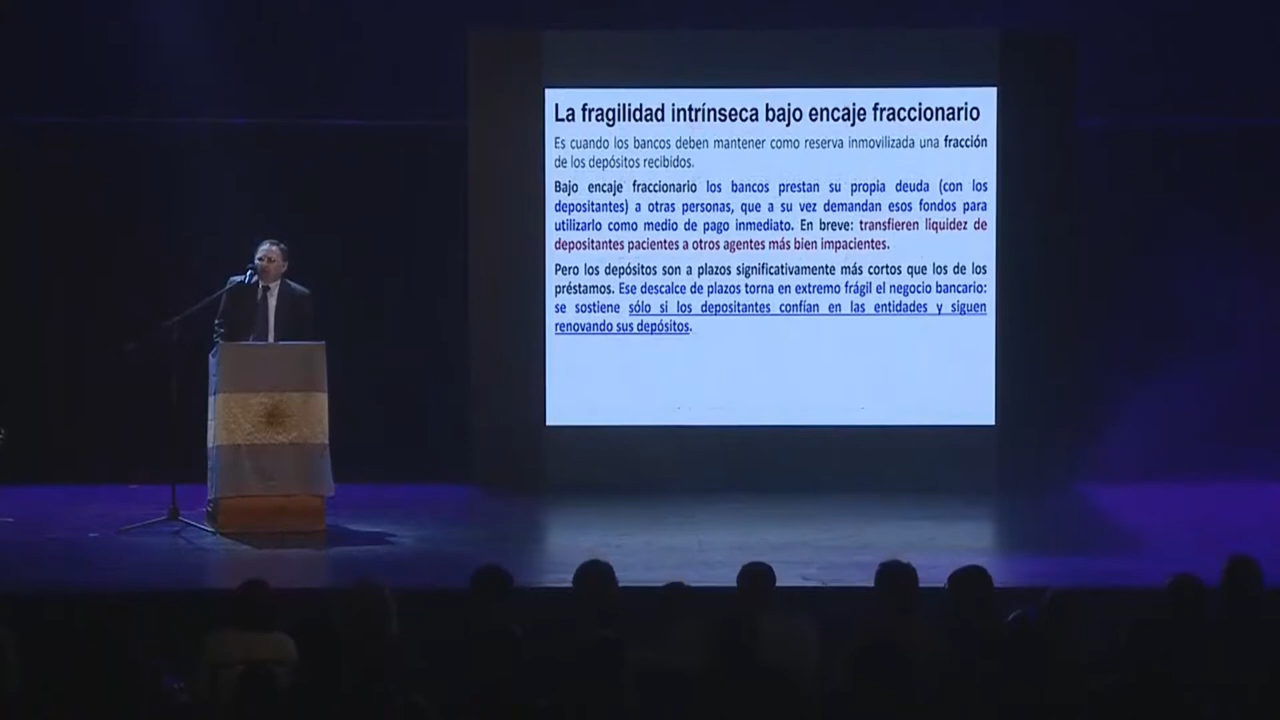 La fragilidad intrínseca bajo encaje fraccionario
Es cuando los bancos deben mantener como reserva inmovilizada una fracción
de los depósitos recibidos.
Bajo encaje fraccionario los bancos prestan su propia deuda (con los
depositantes) a otras personas, que a su vez demandan esos fondos para
utilizarlo como medio de pago inmediato. En breve: transfieren liquidez de
depositantes pacientes a otros agentes más bien impacientes.
Pero los depósitos son a plazos significativamente más cortos que los de los
préstamos. Ese descalce de plazos torna en extremo frágil el negocio bancario:
se sostiene sólo si los depositantes confían en las entidades y siguen
renovando sus depósitos.